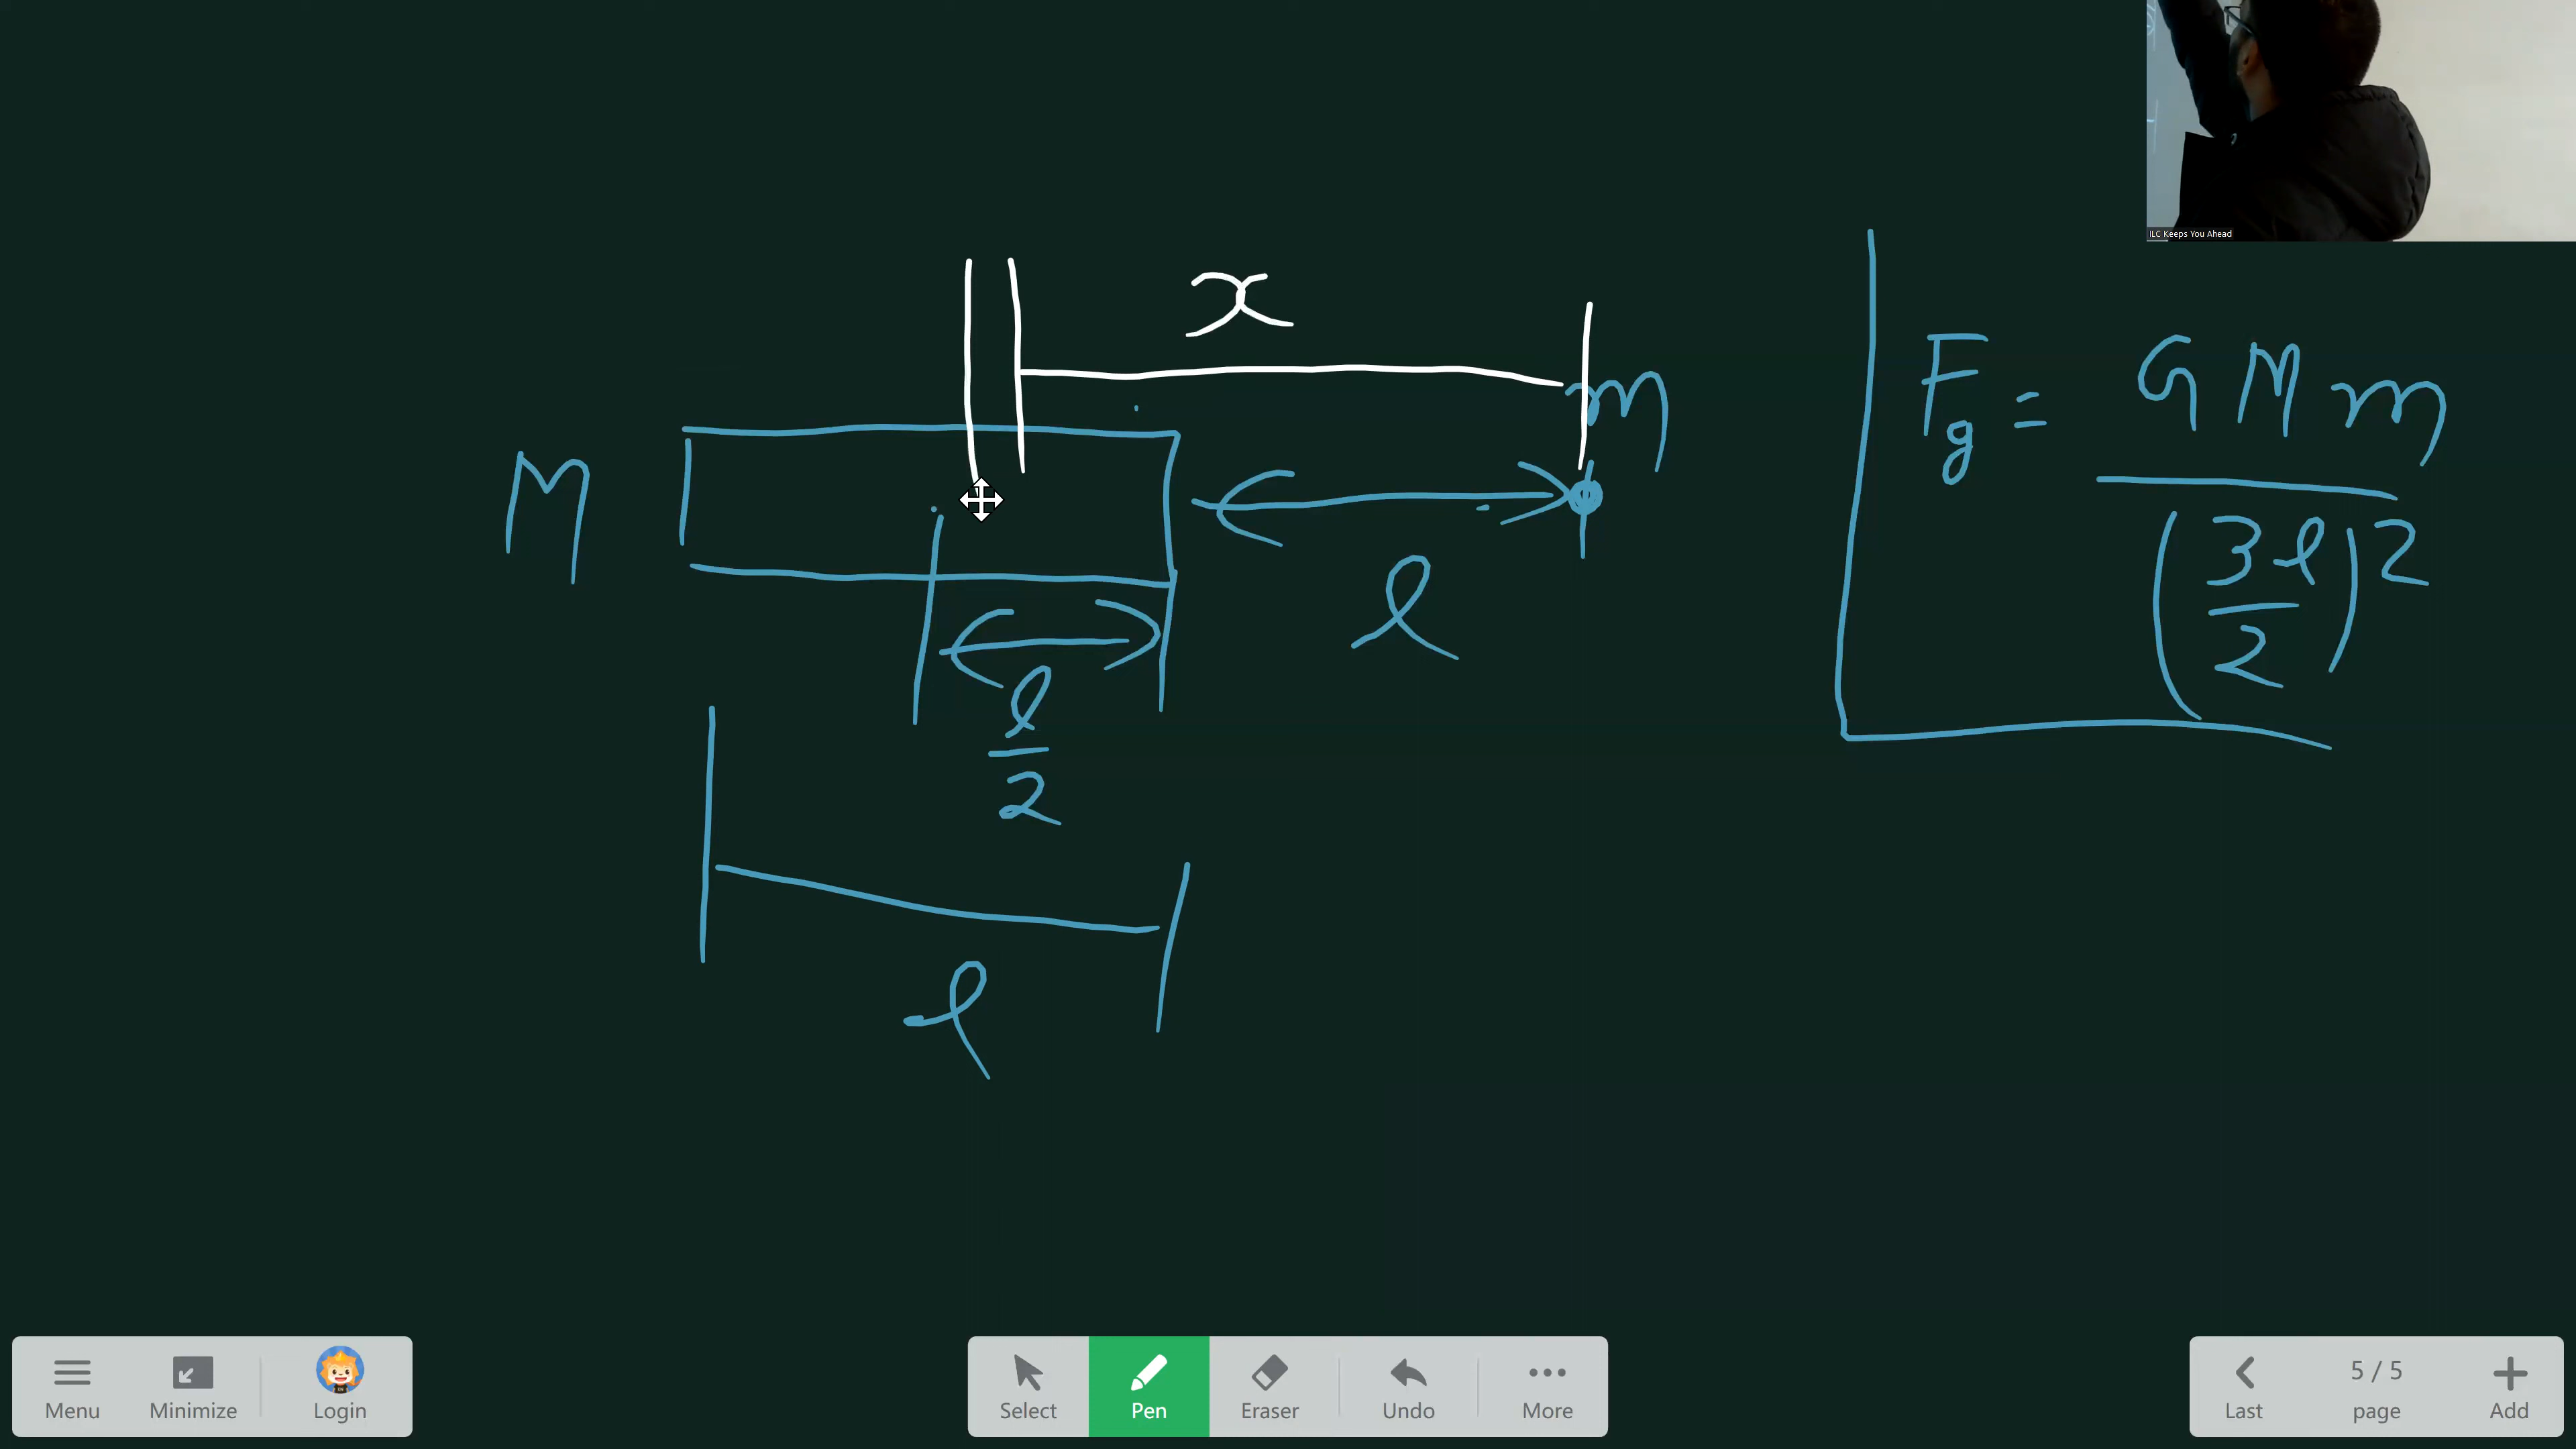 ILC Keeps You Ahead
x
M
m
l
l/2
l
F_g = GMm / (3l/2)^2
Menu Minimize Login
Select Pen Eraser Undo More
Last 5 / 5 page Add